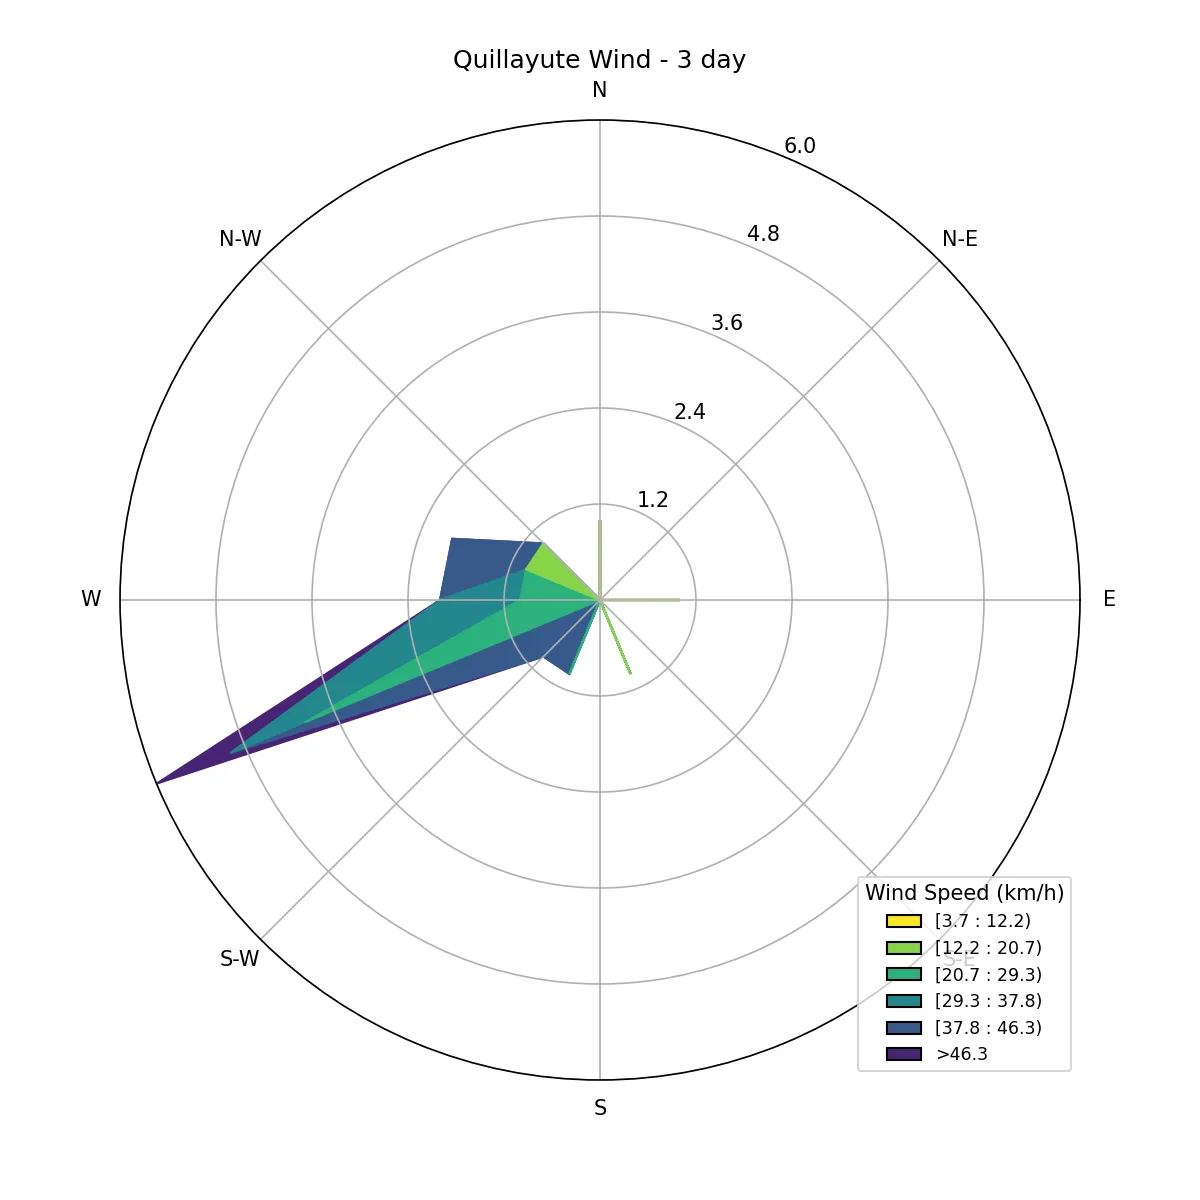 Quillayute Wind - 3 day
N
6.0
4.8
N-W
N-E
3.6
2.4
1.2
W
E
Wind Speed (km/h)
[3.7 : 12.2)
[12.2 : 20.7)
[20.7 : 29.3)
[29.3 : 37.8)
[37.8 : 46.3)
>46.3
S-W
S-E
S